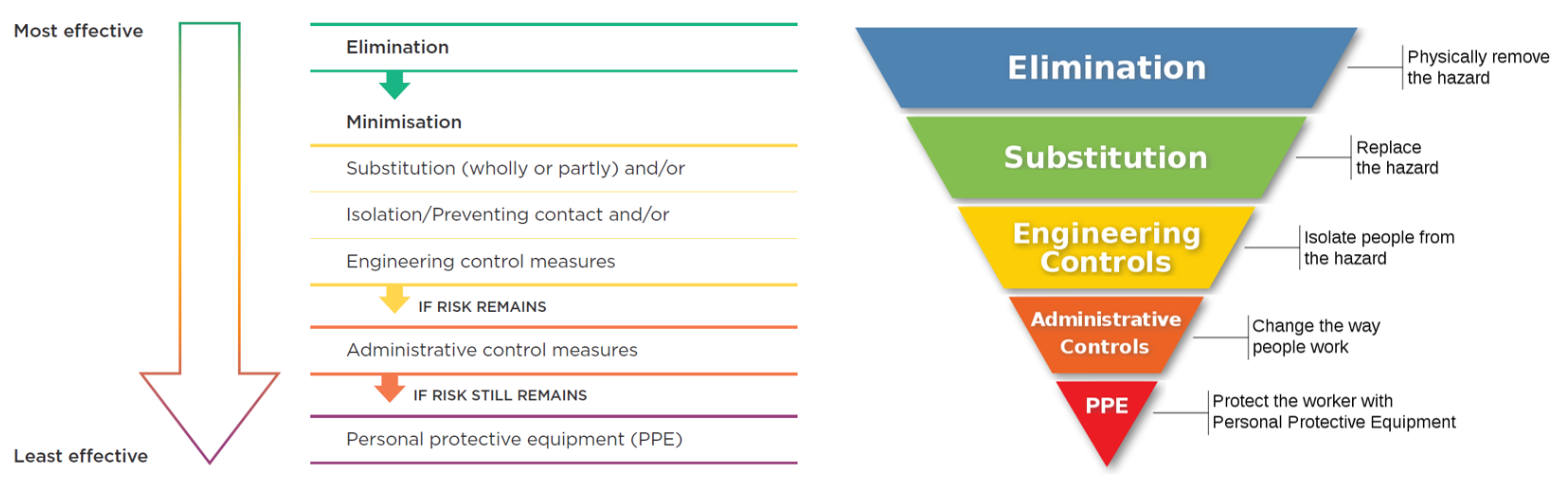 Most effective
Elimination
Minimisation
Substitution (wholly or partly) and/or
Isolation/Preventing contact and/or
Engineering control measures
IF RISK REMAINS
Administrative control measures
IF RISK STILL REMAINS
Personal protective equipment (PPE)
Least effective
Elimination
Physically remove
the hazard
Substitution
Replace
the hazard
Engineering
Controls
Isolate people from
the hazard
Administrative
Controls
Change the way
people work
PPE
Protect the worker with
Personal Protective Equipment